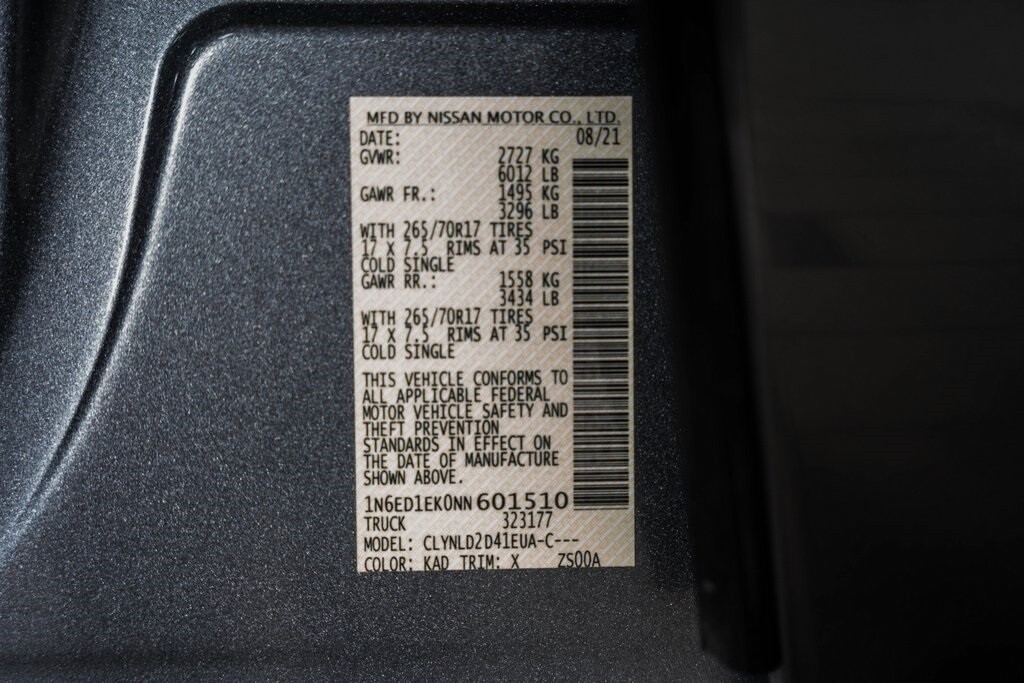 MFD BY NISSAN MOTOR CO., LTD.
DATE: 08/21
GVWR: 2727 KG
6012 LB
GAWR FR.: 1495 KG
3296 LB
WITH 265/70R17 TIRES
17 X 7.5 RIMS AT 35 PSI
COLD SINGLE
GAWR RR.: 1558 KG
3434 LB
WITH 265/70R17 TIRES
17 X 7.5 RIMS AT 35 PSI
COLD SINGLE
THIS VEHICLE CONFORMS TO
ALL APPLICABLE FEDERAL
MOTOR VEHICLE SAFETY AND
THEFT PREVENTION
STANDARDS IN EFFECT ON
THE DATE OF MANUFACTURE
SHOWN ABOVE.
1N6ED1EK0NN601510
TRUCK 323177
MODEL: CLYNLD2D41EUA-C---
COLOR: KAD TRIM: X ZS00A